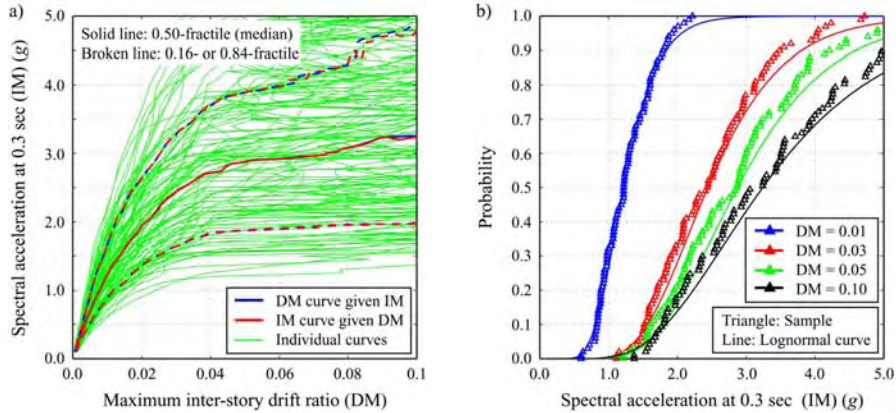 a)
Solid line: 0.50-fractile (median)
Broken line: 0.16- or 0.84-fractile
5.0
4.0
3.0
2.0
1.0
0.0
Spectral acceleration at 0.3 sec (IM) (g)
DM curve given IM
IM curve given DM
Individual curves
0.0
0.02
0.04
0.06
0.08
0.1
Maximum inter-story drift ratio (DM)
b)
1.0
0.9
0.8
0.7
0.6
0.5
0.4
0.3
0.2
0.1
0.0
Probability
DM = 0.01
DM = 0.03
DM = 0.05
DM = 0.10
Triangle: Sample
Line: Lognormal curve
0.0
1.0
2.0
3.0
4.0
5.0
Spectral acceleration at 0.3 sec (IM) (g)